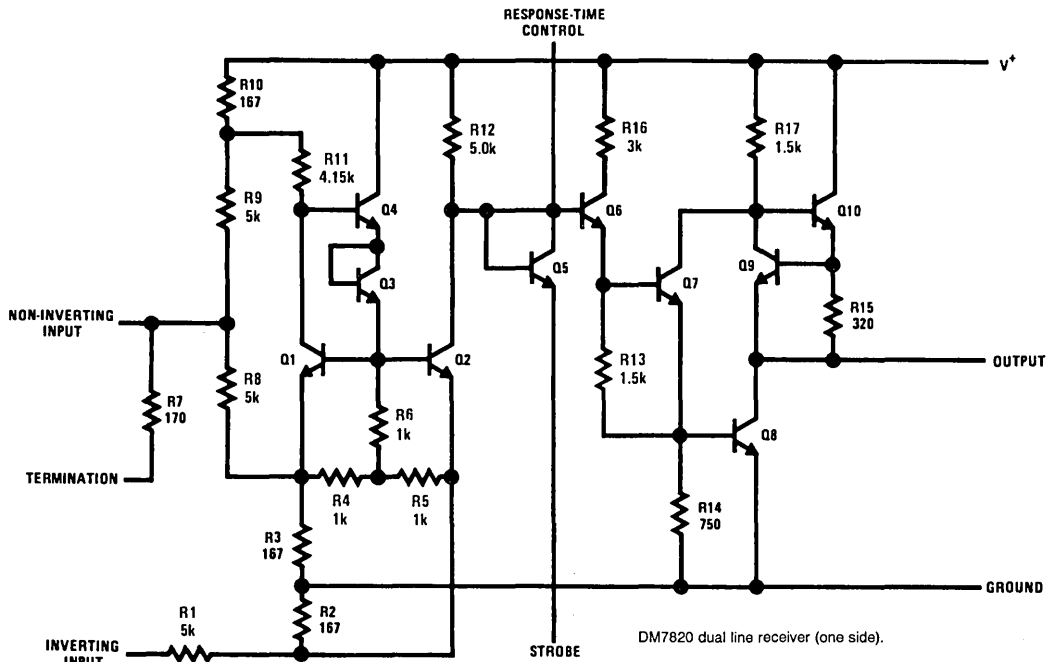 RESPONSE-TIME
CONTROL
V+
R10
167
R12
5.0k
R16
3k
R17
1.5k
R11
4.15k
R9
5k
Q4
Q6
Q10
Q3
Q5
Q7
Q9
R15
320
NON-INVERTING
INPUT
Q1
Q2
R13
1.5k
OUTPUT
R8
5k
R7
170
R6
1k
Q8
TERMINATION
R4
1k
R5
1k
R14
750
R3
167
GROUND
R1
5k
R2
167
DM7820 dual line receiver (one side).
INVERTING
INPUT
STROBE